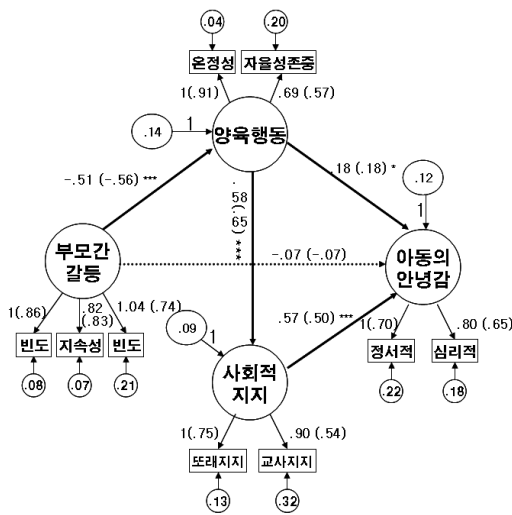 .04
.20
온정성
자율성존중
1(.91)
.69 (.57)
.14
1
양육행동
-.51 (-.56) ***
.58 (.65) ***
.18 (.18) *
.12
1
부모간
갈등
-.07 (-.07)
아동의
안녕감
1(.86)
.82
(.83)
1.04 (.74)
.09
1
.57 (.50) ***
1(.70)
.80 (.65)
빈도
지속성
빈도
사회적
지지
정서적
심리적
.08
.07
.21
.22
.18
1(.75)
.90 (.54)
또래지지
교사지지
.13
.32